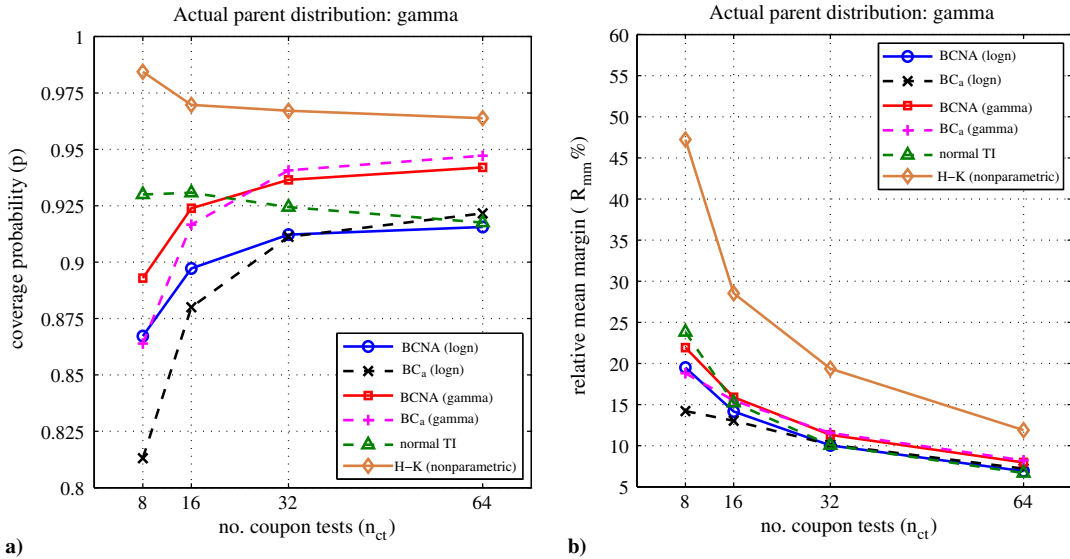 Actual parent distribution: gamma
1
0.975
0.95
0.925
0.9
0.875
0.85
0.825
0.8
coverage probability (p)
8
16
32
64
no. coupon tests (n_ct)
BCNA (logn)
BC_a (logn)
BCNA (gamma)
BC_a (gamma)
normal TI
H−K (nonparametric)
a)
Actual parent distribution: gamma
60
55
50
45
40
35
30
25
20
15
10
5
relative mean margin ( R_mm %)
8
16
32
64
no. coupon tests (n_ct)
BCNA (logn)
BC_a (logn)
BCNA (gamma)
BC_a (gamma)
normal TI
H−K (nonparametric)
b)